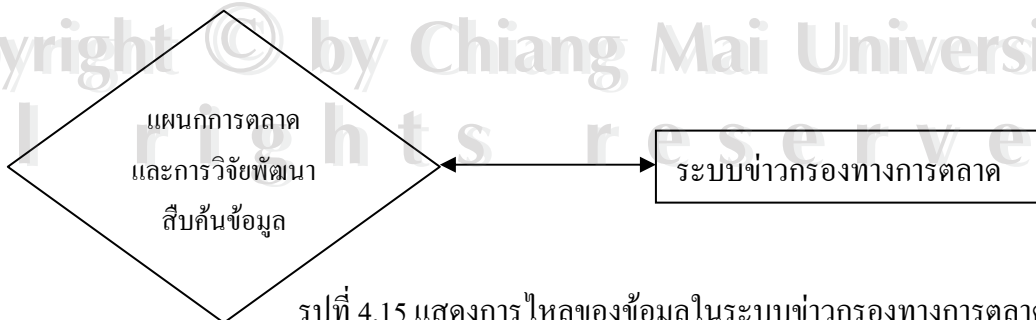 yright © by Chiang Mai Universi
l rights reserve
แผนกการตลาด
และการวิจัยพัฒนา
สืบค้นข้อมูล
ระบบข่าวกรองทางการตลาด
รูปที่ 4.15 แสดงการไหลของข้อมูลในระบบข่าวกรองทางการตลา